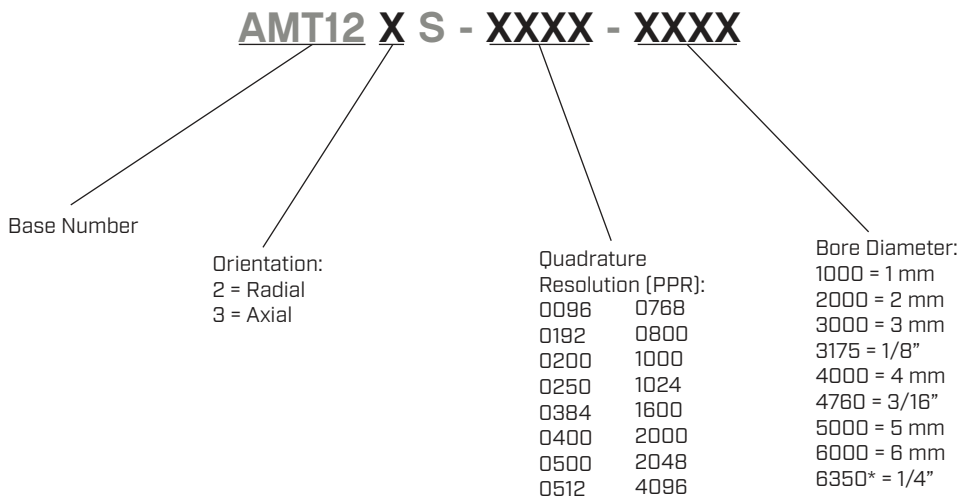 AMT12 X S - XXXX - XXXX
Base Number
Orientation:
2 = Radial
3 = Axial
Quadrature
Resolution (PPR):
0096 0768
0192 0800
0200 1000
0250 1024
0384 1600
0400 2000
0500 2048
0512 4096
Bore Diameter:
1000 = 1 mm
2000 = 2 mm
3000 = 3 mm
3175 = 1/8”
4000 = 4 mm
4760 = 3/16”
5000 = 5 mm
6000 = 6 mm
6350* = 1/4”